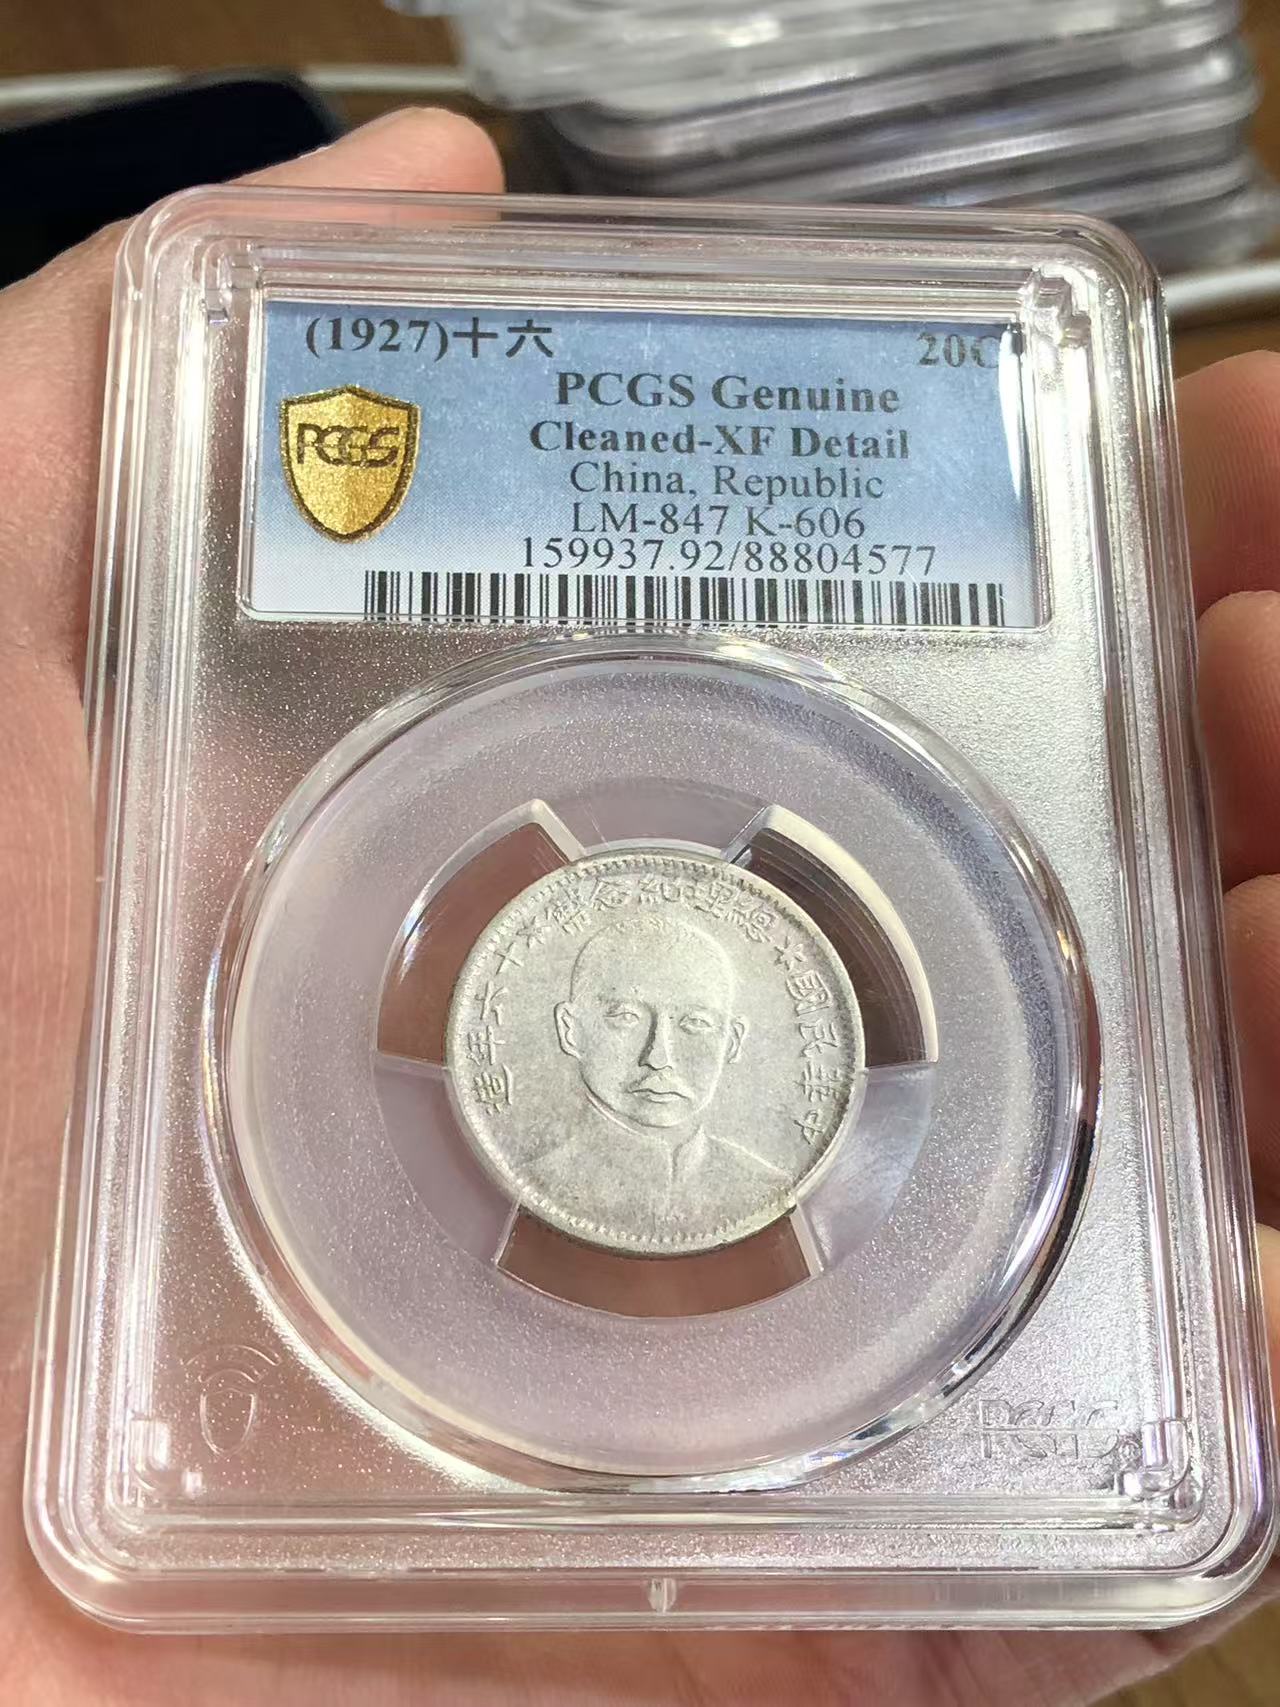 (1927)十六 20C
PCGS Genuine
Cleaned-XF Detail
China, Republic
LM-847 K-606
159937.92/88804577
PCGS
中華民國★總理紀念幣★十六年造
PCGS